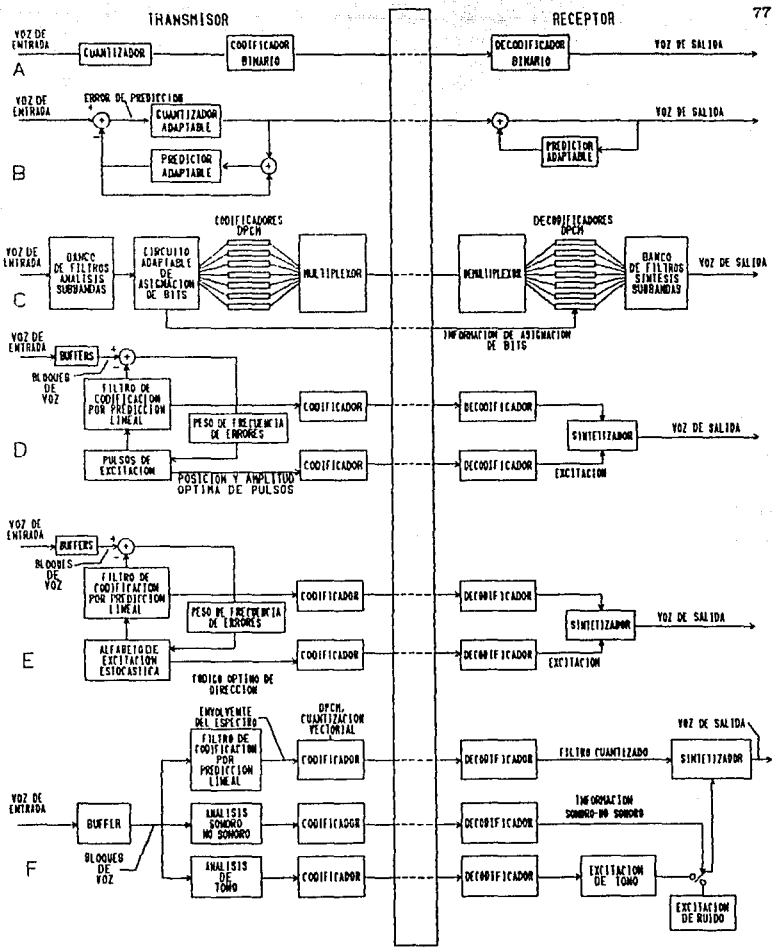 77
TRANSMISOR
RECEPTOR
VOZ DE
ENTRADA
CUANTIZADOR
CODIFICADOR
BINARIO
DECODIFICADOR
BINARIO
VOZ DE SALIDA
A
VOZ DE
ENTRADA
ERROR DE PREDICCION
+
-
+
CUANTIZADOR
ADAPTABLE
PREDICTOR
ADAPTABLE
+
+
PREDICTOR
ADAPTABLE
VOZ DE SALIDA
B
VOZ DE
ENTRADA
BANCO
DE FILTROS
ANALISIS
SUBBANDAS
CIRCUITO
ADAPTABLE
DE
ASIGNACION
DE BITS
CODIFICADORES
DPCM
MULTIPLEXOR
DEMULTIPLEXOR
DECODIFICADORES
DPCM
BANCO
DE FILTROS
SINTESIS
SUBBANDAS
VOZ DE SALIDA
INFORMACION DE ASIGNACION
DE BITS
C
VOZ DE
ENTRADA
BUFFERS
+
-
+
BLOQUES
DE
VOZ
FILTRO DE
CODIFICACION
POR PREDICCION
LINEAL
PESO DE FRECUENCIA
DE ERRORES
PULSOS DE
EXCITACION
POSICION Y AMPLITUD
OPTIMA DE PULSOS
CODIFICADOR
CODIFICADOR
DECODIFICADOR
DECODIFICADOR
EXCITACION
SINTETIZADOR
VOZ DE SALIDA
D
VOZ DE
ENTRADA
BUFFERS
+
-
+
BLOQUES
DE
VOZ
FILTRO DE
CODIFICACION
POR PREDICCION
LINEAL
PESO DE FRECUENCIA
DE ERRORES
ALFABETO DE
EXCITACION
ESTOCASTICA
CODIGO OPTIMO DE
DIRECCION
CODIFICADOR
CODIFICADOR
DECODIFICADOR
DECODIFICADOR
EXCITACION
SINTETIZADOR
VOZ DE SALIDA
E
VOZ DE
ENTRADA
BUFFER
BLOQUES
DE
VOZ
ENVOLVENTE
DEL ESPECTRO
FILTRO DE
CODIFICACION
POR
PREDICCION
LINEAL
DPCM,
CUANTIZACION
VECTORIAL
CODIFICADOR
DECODIFICADOR
FILTRO CUANTIZADO
SINTETIZADOR
VOZ DE SALIDA
ANALISIS
SONORO
NO SONORO
CODIFICADOR
DECODIFICADOR
INFORMACION
SONORO-NO SONORO
ANALISIS
DE
TONO
CODIFICADOR
DECODIFICADOR
EXCITACION
DE TONO
EXCITACION
DE RUIDO
F